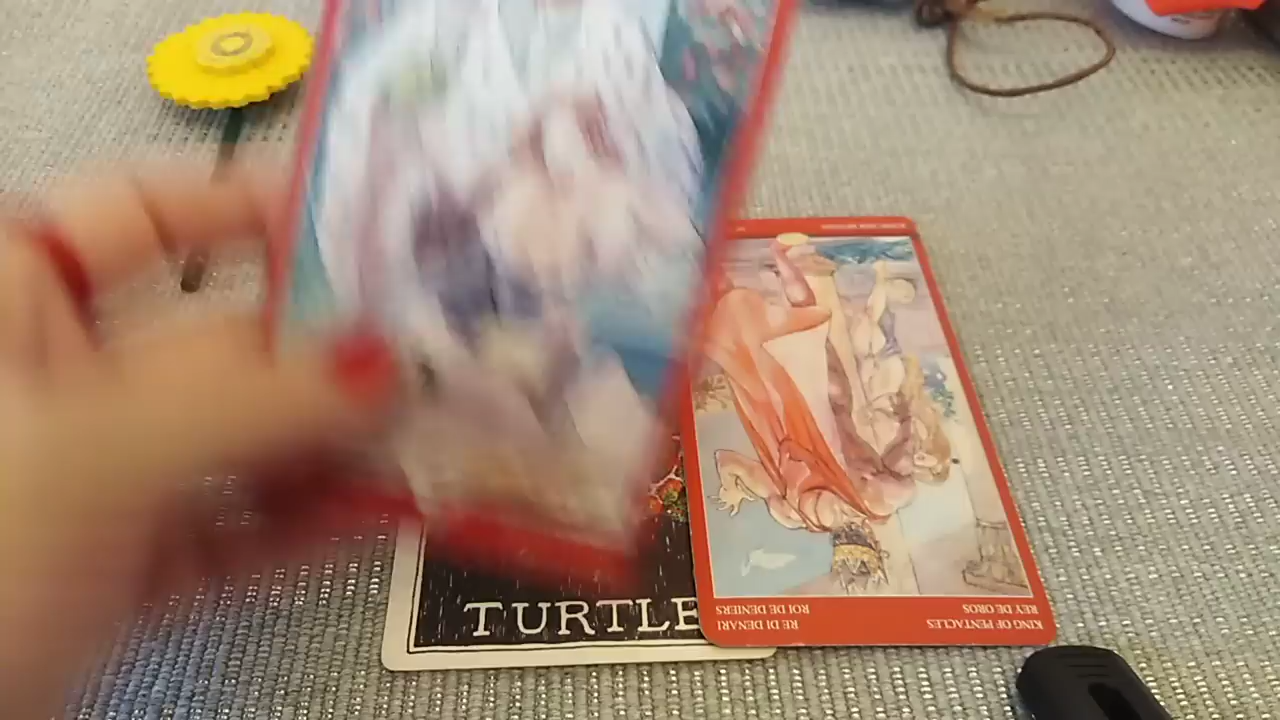 TURTLE
KING OF PENTACLES
REY DE OROS
RE DI DENARI
ROI DE DENIERS